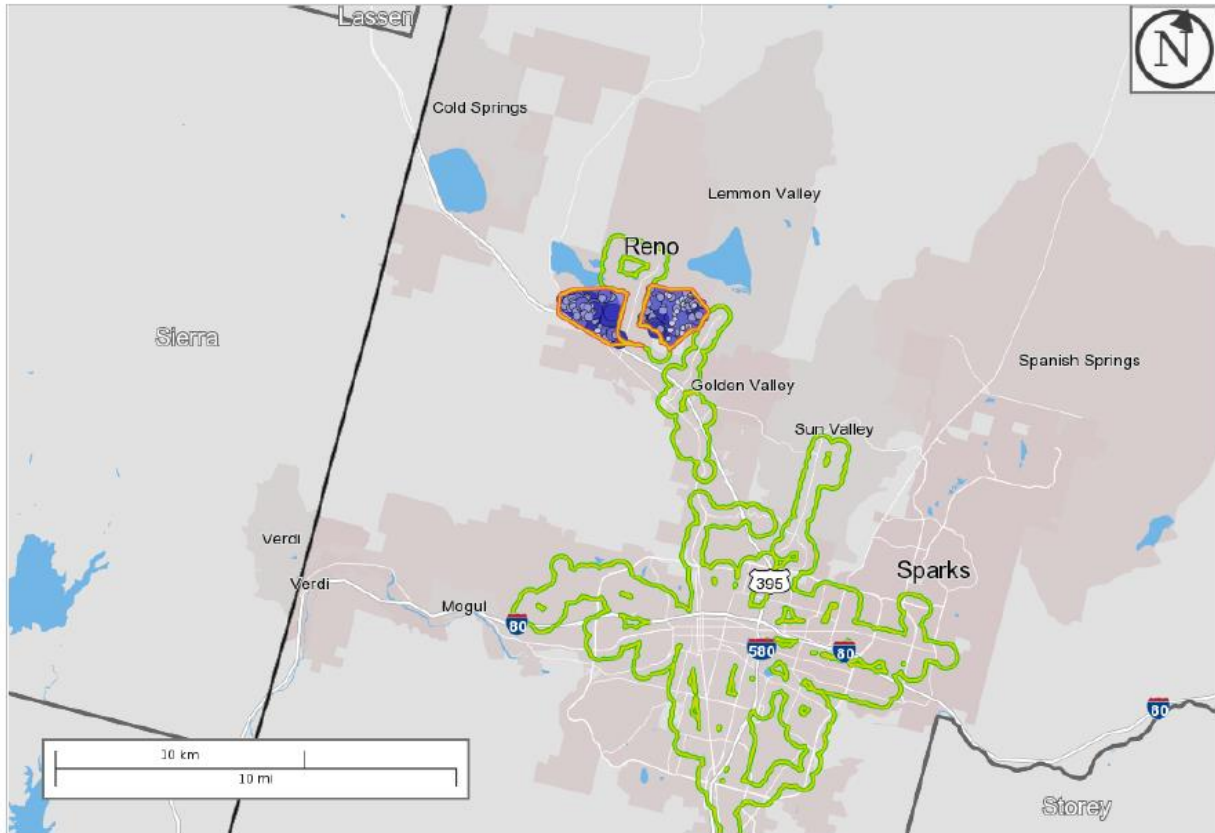 Lassen
N
Cold Springs
Lemmon Valley
Reno
Sierra
Spanish Springs
Golden Valley
Sun Valley
Verdi
Sparks
395
Verdi
Mogul
80
580
80
80
10 km
10 mi
Storey